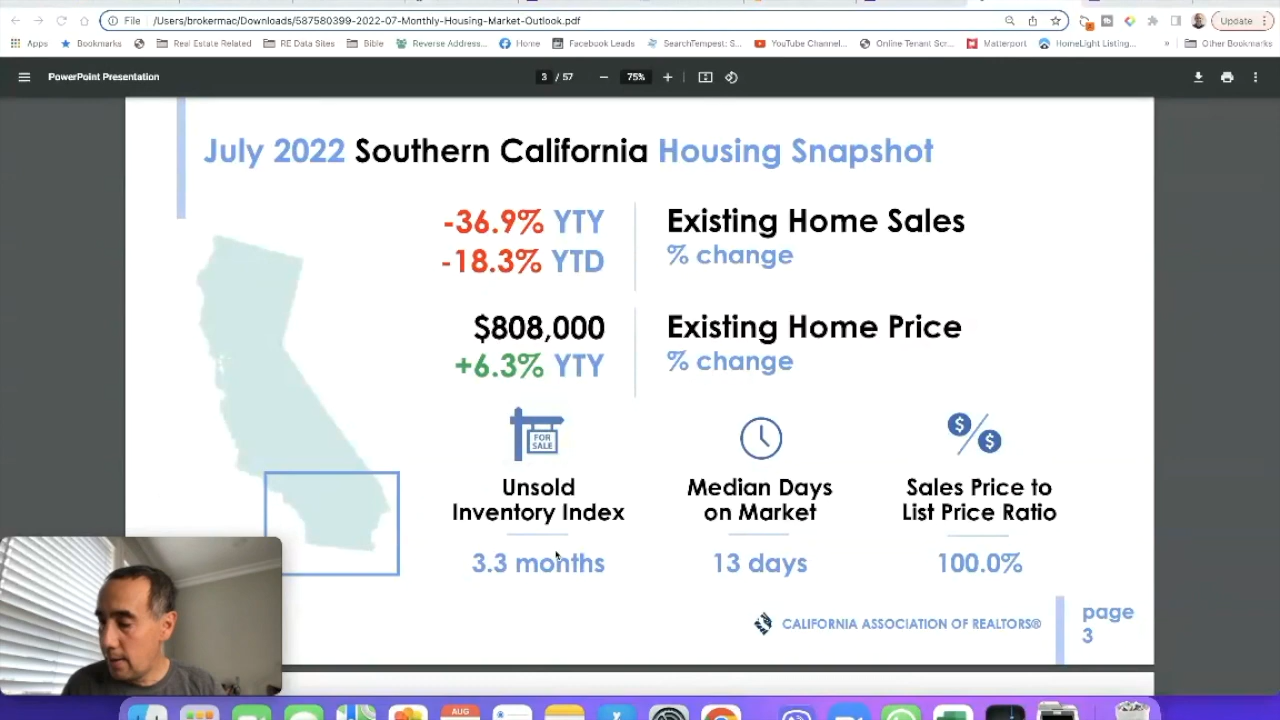 File
/Users/brokermac/Downloads/587580399-2022-07-Monthly-Housing-Market-Outlook.pdf
Update
Apps
Bookmarks
Real Estate Related
RE Data Sites
Bible
Reverse Address...
Home
Facebook Leads
SearchTempest: S...
YouTube Channel...
Online Tenant Scr...
Matterport
HomeLight Listing...
»
Other Bookmarks
PowerPoint Presentation
3 / 57
75%
July 2022 Southern California Housing Snapshot
-36.9% YTY
-18.3% YTD
Existing Home Sales
% change
$808,000
+6.3% YTY
Existing Home Price
% change
FOR
SALE
Unsold
Inventory Index
3.3 months
Median Days
on Market
13 days
$/$
Sales Price to
List Price Ratio
100.0%
CALIFORNIA ASSOCIATION OF REALTORS®
page
3
AUG